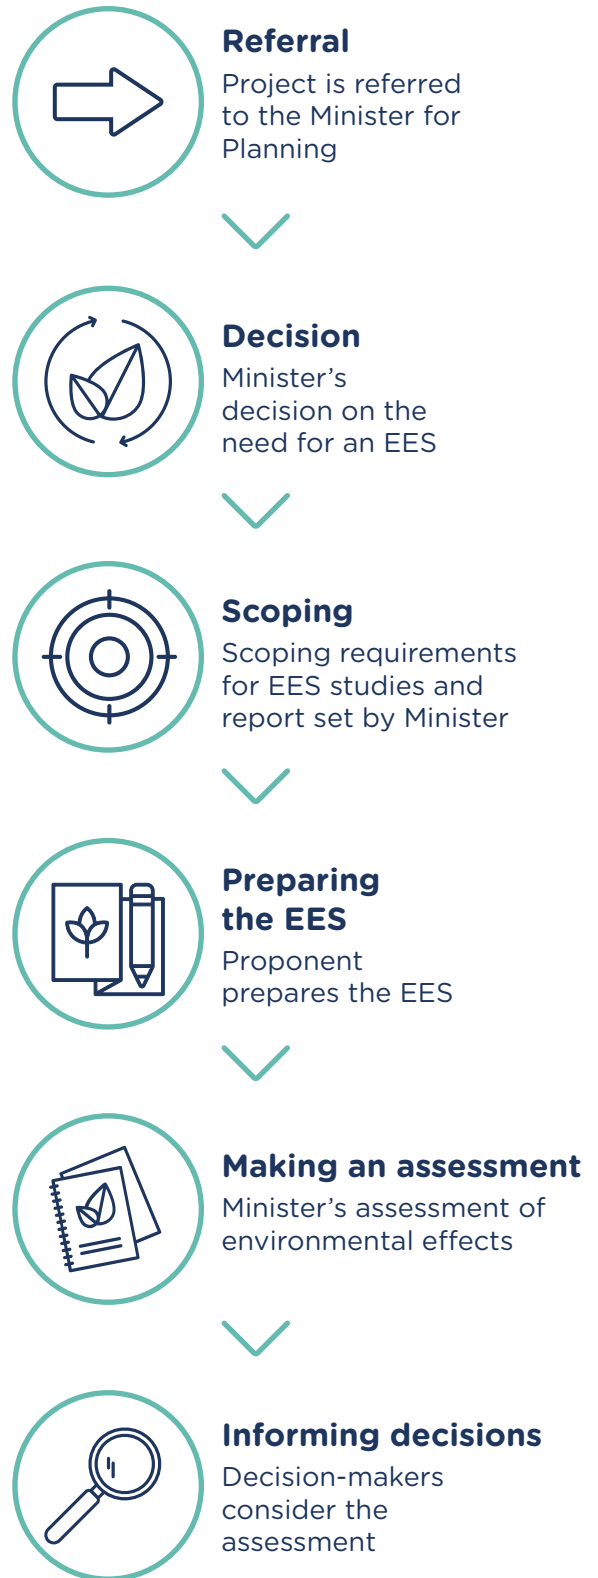 Referral
Project is referred
to the Minister for
Planning
Decision
Minister’s
decision on the
need for an EES
Scoping
Scoping requirements
for EES studies and
report set by Minister
Preparing
the EES
Proponent
prepares the EES
Making an assessment
Minister’s assessment of
environmental effects
Informing decisions
Decision-makers
consider the
assessment